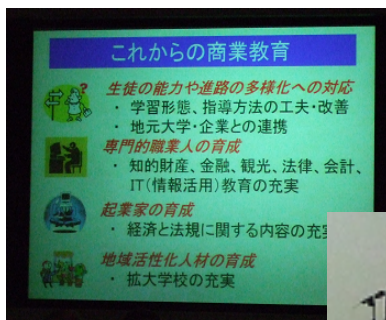 これからの商業教育
生徒の能力や進路の多様化への対応
・ 学習形態、指導方法の工夫・改善
・ 地元大学・企業との連携
専門的職業人の育成
・ 知的財産、金融、観光、法律、会計、
IT(情報活用)教育の充実
起業家の育成
・ 経済と法規に関する内容の充
地域活性化人材の育成
・ 拡大学校の充実